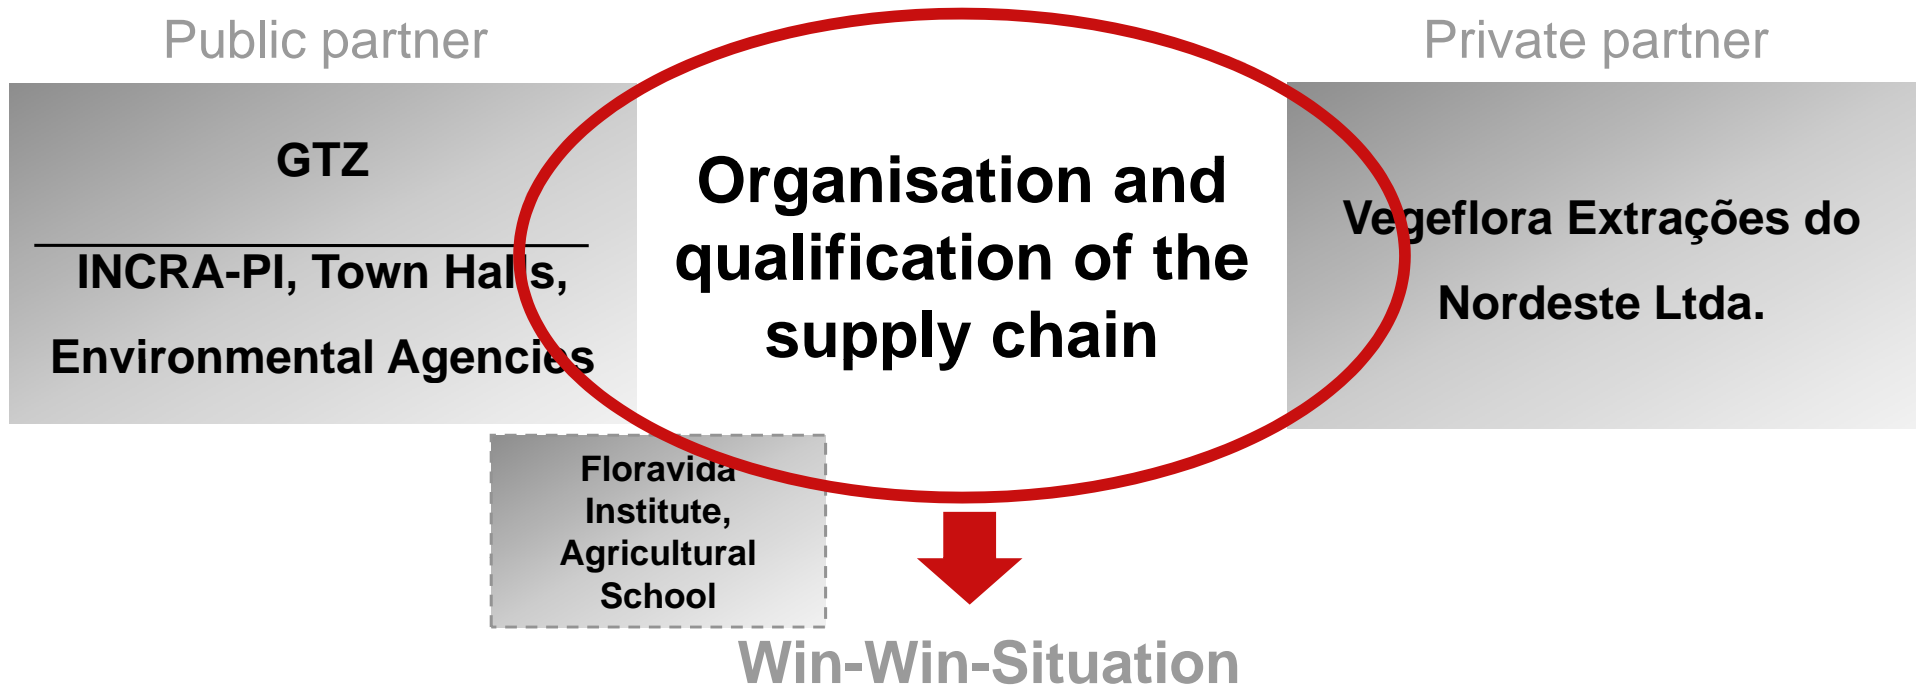 Public partner
Private partner
GTZ
INCRA-PI, Town Halls,
Environmental Agencies
Organisation and
qualification of the
supply chain
Vegeflora Extrações do
Nordeste Ltda.
Floravida
Institute,
Agricultural
School
Win-Win-Situation